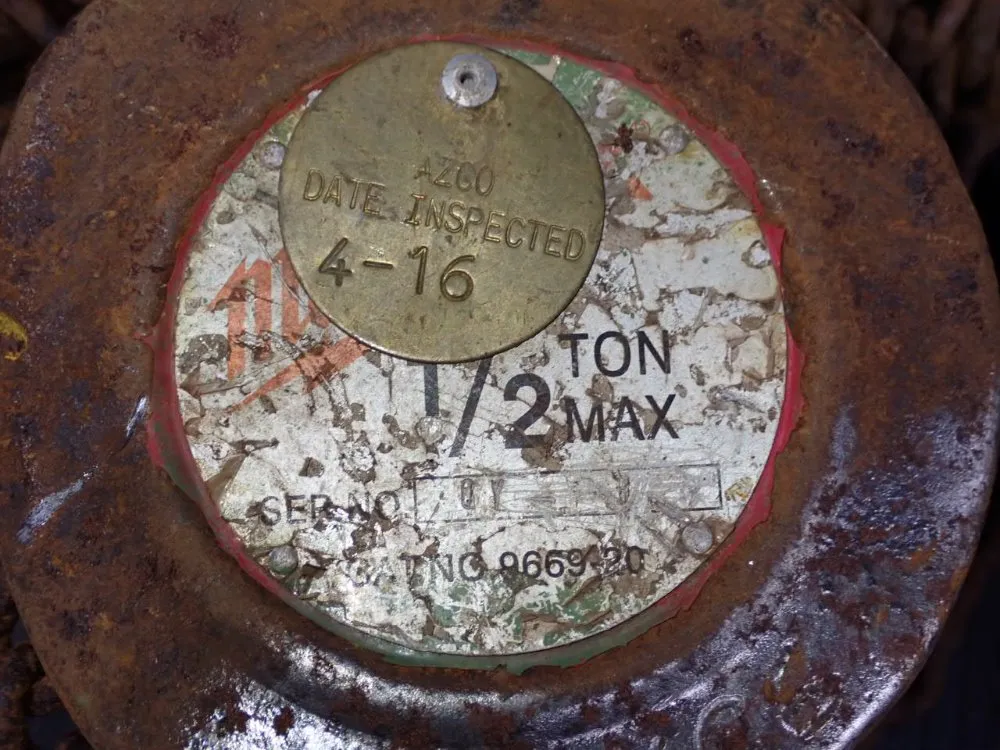 AZCO
DATE INSPECTED
4-16
1/2 TON
MAX
SER NO
CAT NO 9669-20